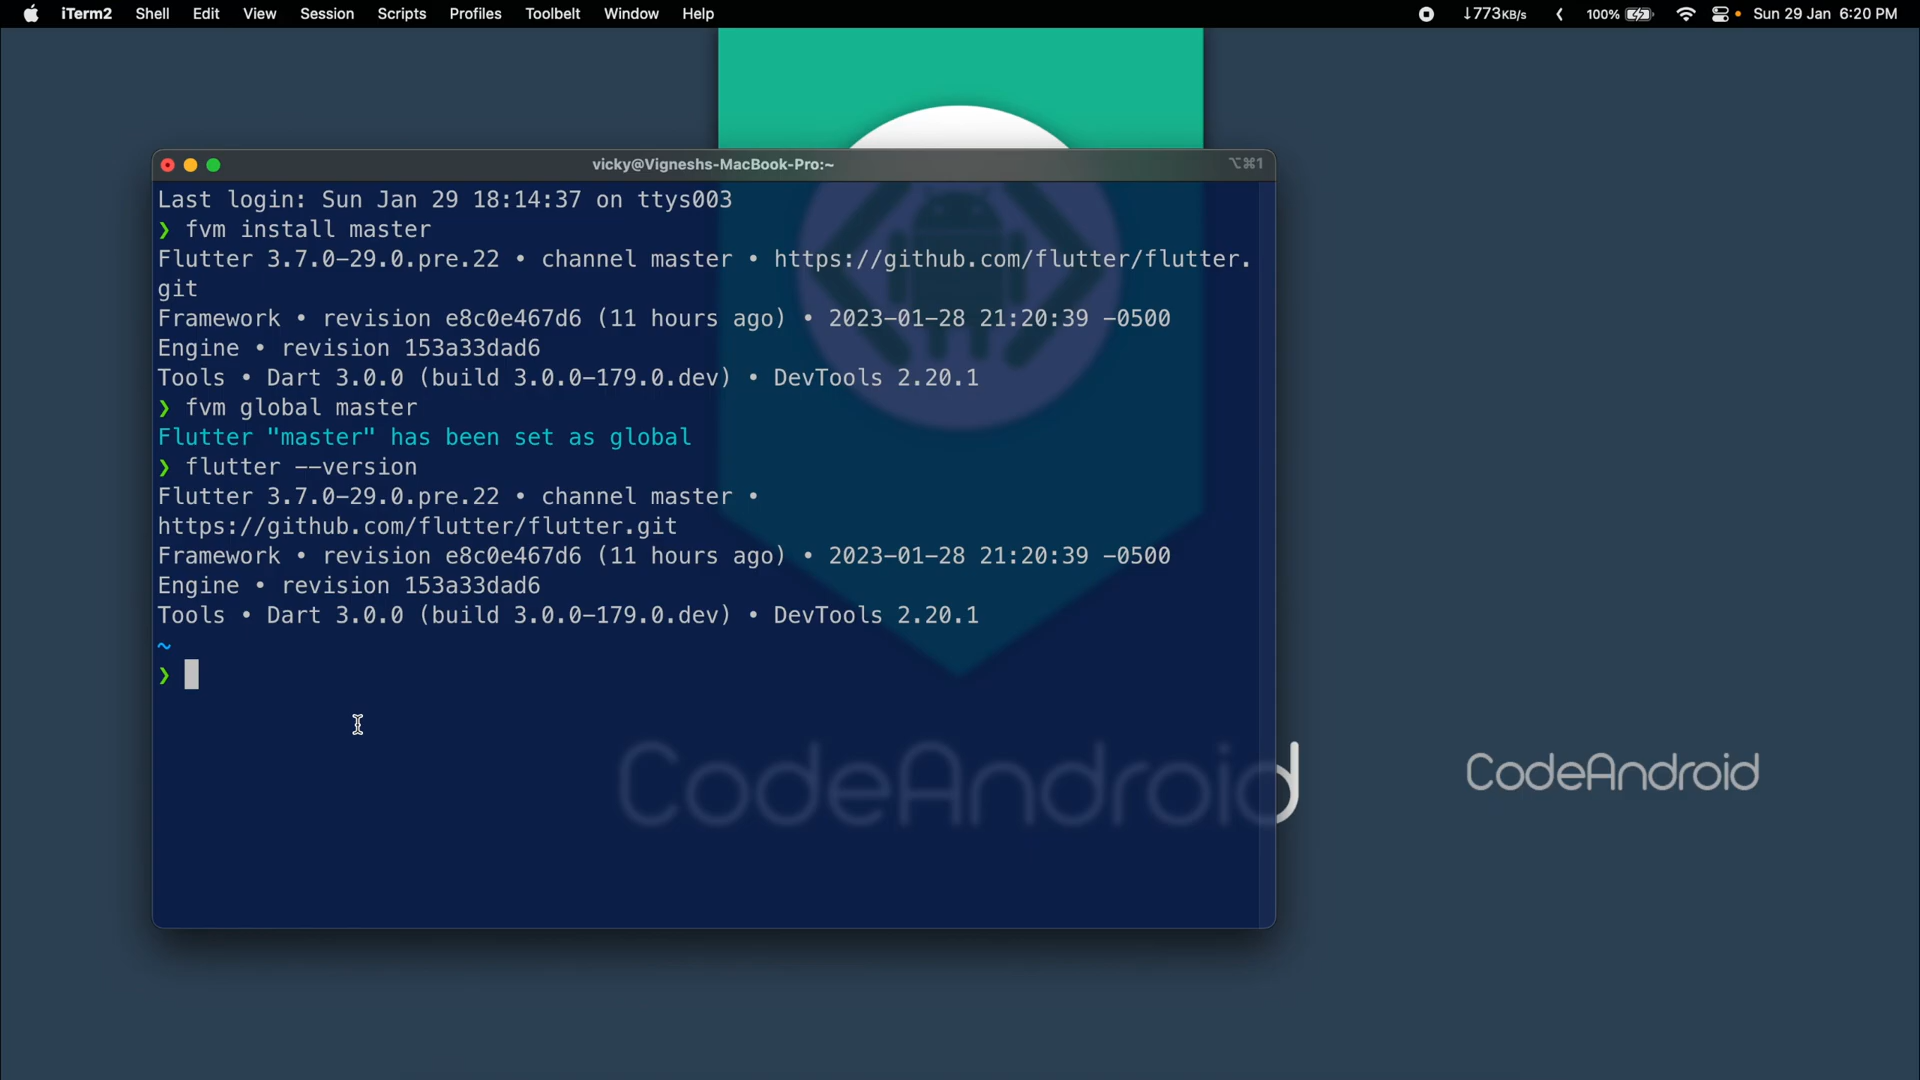 iTerm2 Shell Edit View Session Scripts Profiles Toolbelt Window Help ↓773KB/s 100% Sun 29 Jan 6:20 PM
vicky@Vigneshs-MacBook-Pro:~ ⌥⌘1
Last login: Sun Jan 29 18:14:37 on ttys003
❯ fvm install master
Flutter 3.7.0-29.0.pre.22 • channel master • https://github.com/flutter/flutter.
git
Framework • revision e8c0e467d6 (11 hours ago) • 2023-01-28 21:20:39 -0500
Engine • revision 153a33dad6
Tools • Dart 3.0.0 (build 3.0.0-179.0.dev) • DevTools 2.20.1
❯ fvm global master
Flutter "master" has been set as global
❯ flutter --version
Flutter 3.7.0-29.0.pre.22 • channel master •
https://github.com/flutter/flutter.git
Framework • revision e8c0e467d6 (11 hours ago) • 2023-01-28 21:20:39 -0500
Engine • revision 153a33dad6
Tools • Dart 3.0.0 (build 3.0.0-179.0.dev) • DevTools 2.20.1
~
❯
CodeAndroid
CodeAndroid